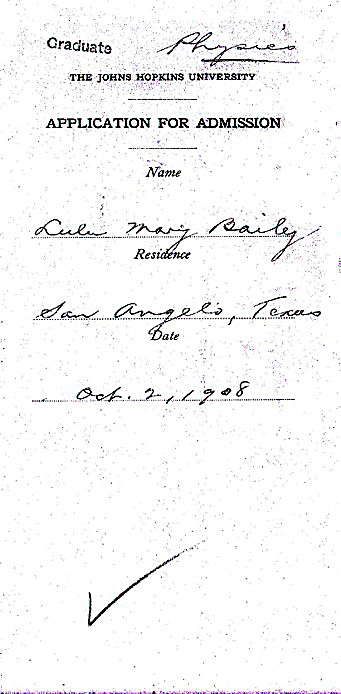 Graduate Physics
THE JOHNS HOPKINS UNIVERSITY
APPLICATION FOR ADMISSION
Name
Lulu Mary Baily
Residence
San Angelo, Texas
Date
Oct. 2, 1908